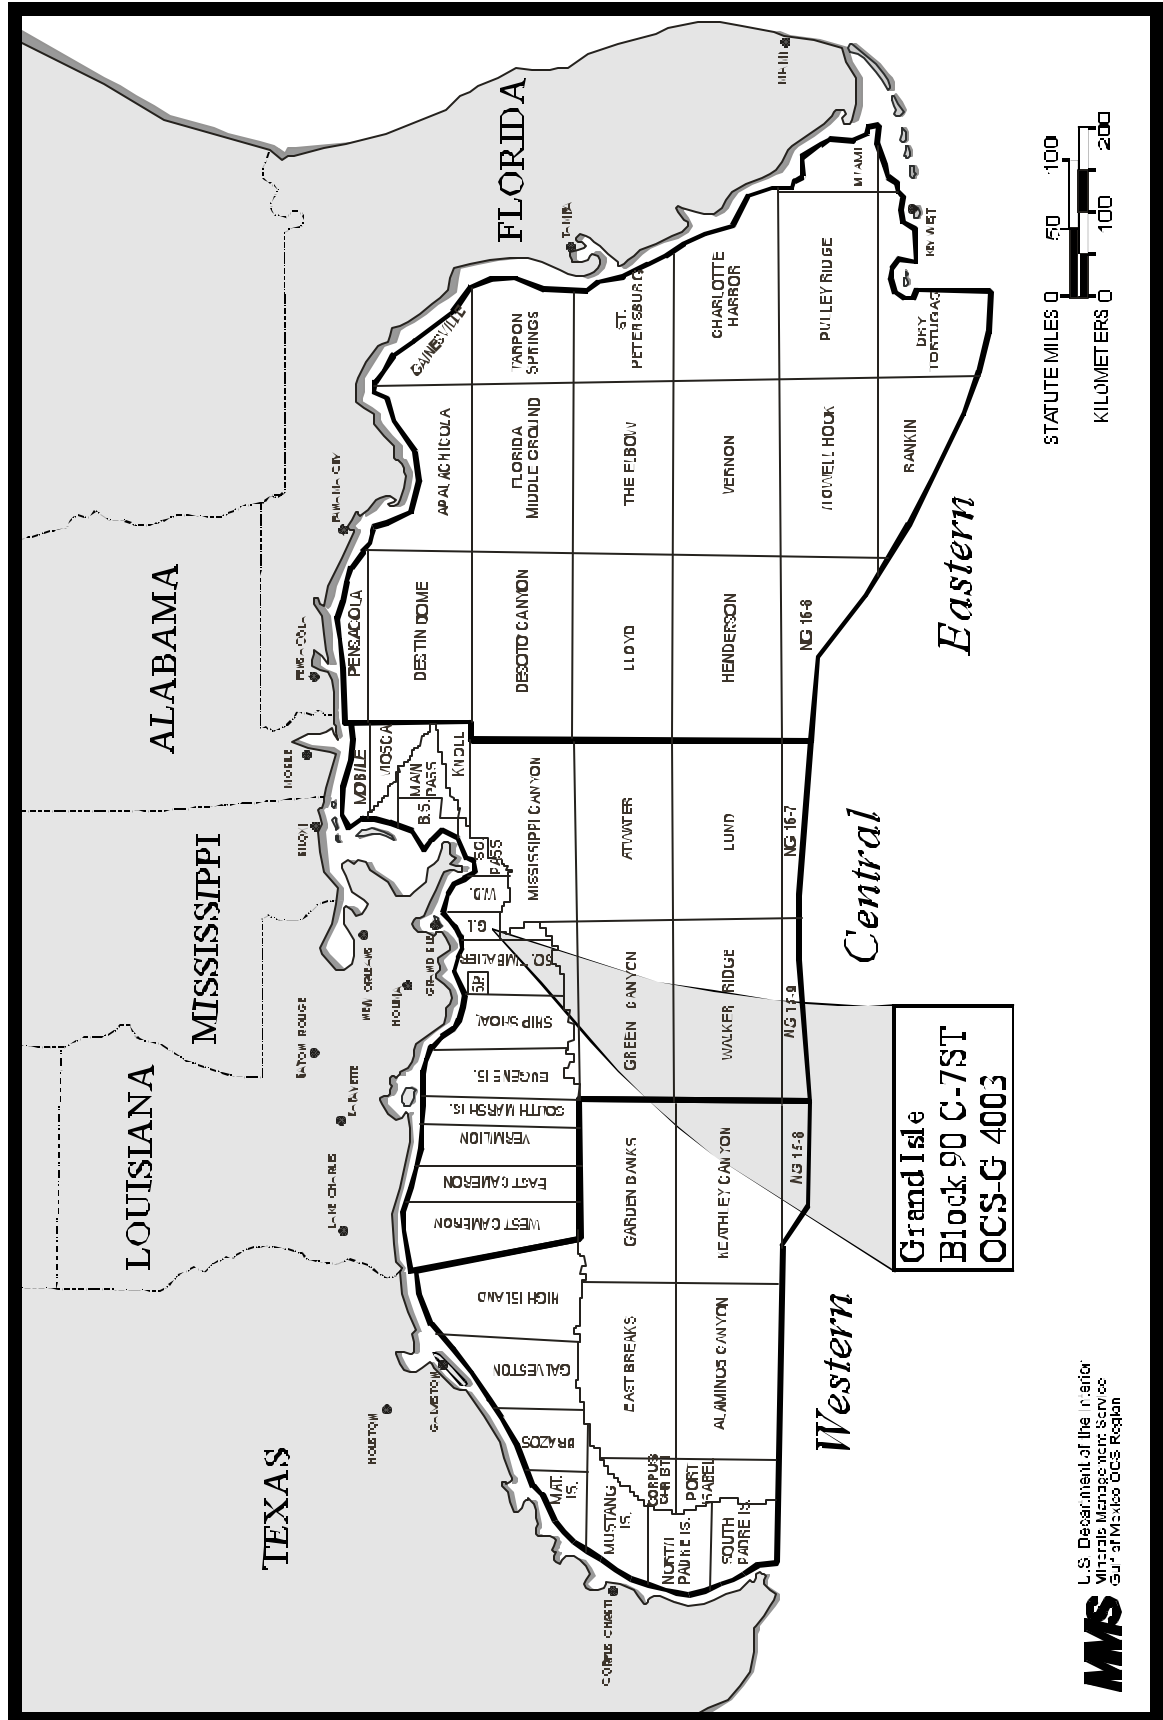 TEXAS
LOUISIANA
MISSISSIPPI
ALABAMA
FLORIDA
CORPUS CHRISTI
HOUSTON
GALVESTON
LAKE CHARLES
LAFAYETTE
BATON ROUGE
HOUMA
NEW ORLEANS
GRAND ISLE
BILOXI
MOBILE
PENSACOLA
PANAMA CITY
TAMPA
MIAMI
KEY WEST
SOUTH
PADRE IS.
NORTH
PADRE IS.
MUSTANG
IS.
MAT.
IS.
BRAZOS
GALVESTON
HIGH ISLAND
CORPUS
CHRISTI
PORT
ISABEL
EAST BREAKS
ALAMINOS CANYON
GARDEN BANKS
KEATHLEY CANYON
NG 15-8
WEST CAMERON
EAST CAMERON
VERMILION
SOUTH MARSH IS.
EUGENE IS.
SHIP SHOAL
S.P.
SO. TIMBALIER
G.I.
W.D.
SO.
PASS
B.S.
MAIN
PASS
MOBILE
VIOSCA
KNOLL
MISSISSIPPI CANYON
GREEN CANYON
WALKER RIDGE
NG 15-9
ATWATER
LUND
NG 16-7
PENSACOLA
DESTIN DOME
DESOTO CANYON
LLOYD
HENDERSON
NG 16-8
APALACHICOLA
FLORIDA
MIDDLE GROUND
THE ELBOW
VERNON
HOWELL HOOK
RANKIN
GAINESVILLE
TARPON
SPRINGS
ST.
PETERSBURG
CHARLOTTE
HARBOR
PULLEY RIDGE
DRY
TORTUGAS
MIAMI
Western
Central
Eastern
Grand Isle
Block 90 C-7ST
OCS-G 4003
STATUTE MILES 0 50 100
KILOMETERS 0 100 200
MMS
U.S. Department of the Interior
Minerals Management Service
Gulf of Mexico OCS Region